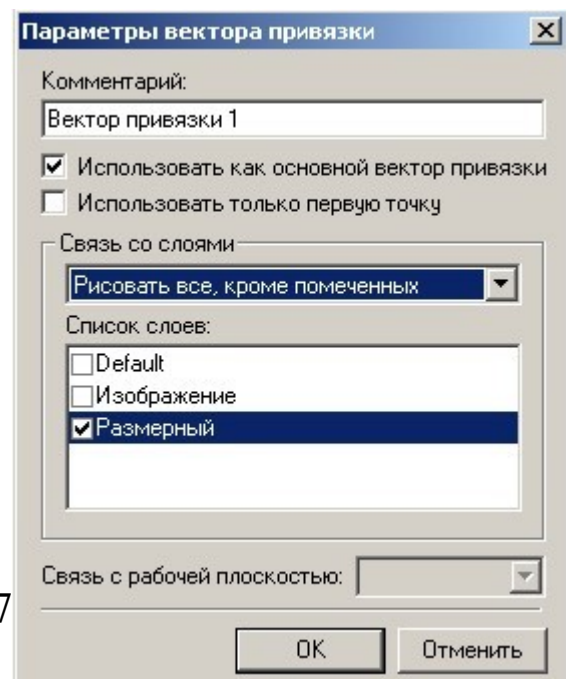 Параметры вектора привязки
Комментарий:
Вектор привязки 1
Использовать как основной вектор привязки
Использовать только первую точку
Связь со слоями
Рисовать все, кроме помеченных
Список слоев:
Default
Изображение
Размерный
Связь с рабочей плоскостью:
7
OK Отменить